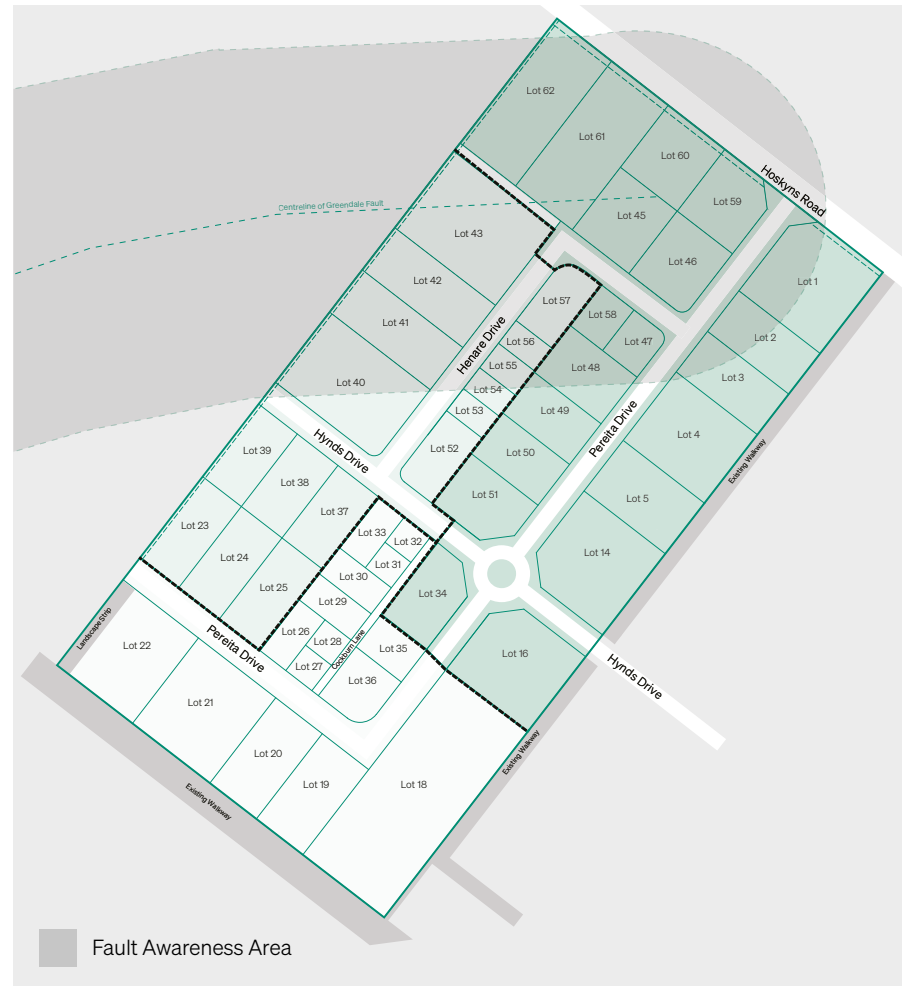 Lot 62
Lot 61
Lot 60
Hoskyns Road
Lot 59
Centreline of Greendale Fault
Lot 45
Lot 43
Lot 46
Lot 42
Lot 1
Lot 57
Lot 41
Lot 58
Lot 2
Lot 56
Lot 47
Henare Drive
Lot 55
Lot 48
Lot 3
Lot 40
Lot 54
Lot 53
Lot 49
Pereita Drive
Lot 4
Hynds Drive
Lot 39
Lot 52
Lot 50
Existing Walkway
Lot 38
Lot 51
Lot 5
Lot 37
Lot 23
Lot 33
Lot 32
Lot 14
Lot 24
Lot 31
Lot 30
Lot 25
Lot 29
Lot 34
Landscape Strip
Lot 26
Lot 28
Cockburn Lane
Lot 35
Lot 22
Pereita Drive
Lot 27
Lot 16
Hynds Drive
Lot 36
Lot 21
Lot 20
Existing Walkway
Lot 19
Lot 18
Existing Walkway
Fault Awareness Area